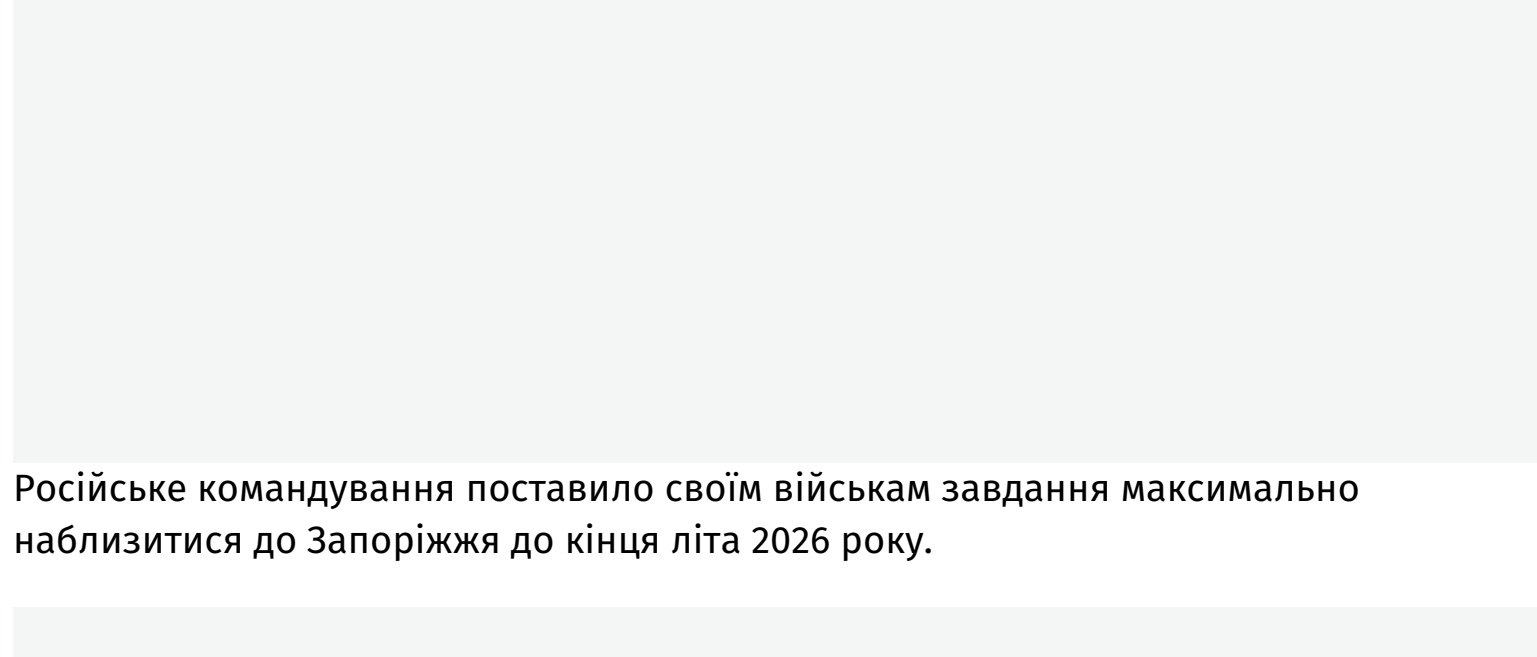 Російське командування поставило своїм військам завдання максимально
наблизитися до Запоріжжя до кінця літа 2026 року.